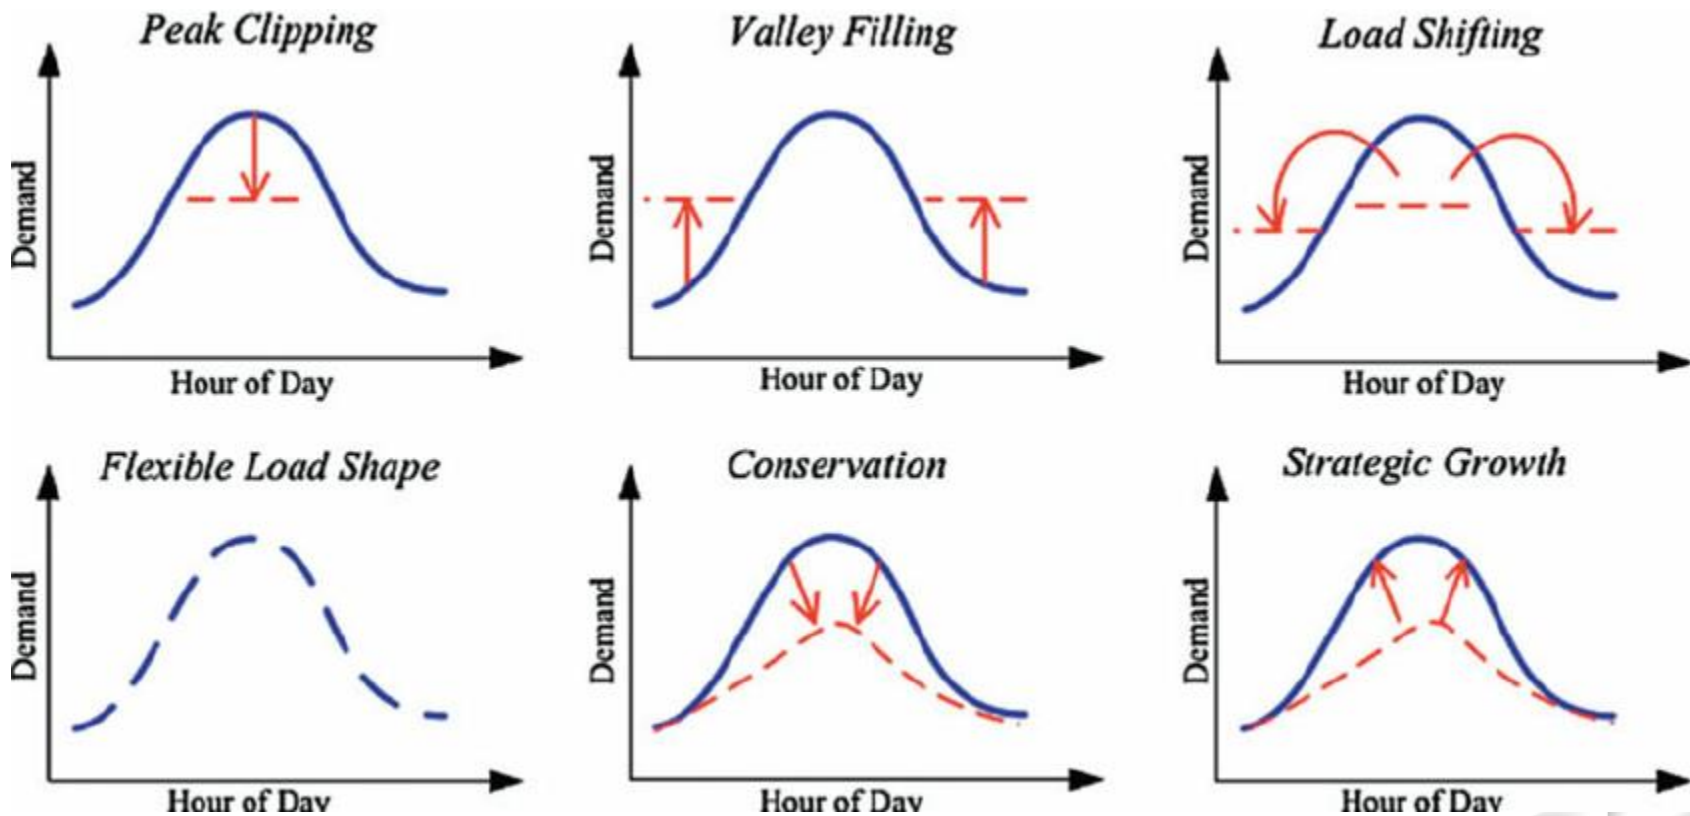 Peak Clipping
Demand
Hour of Day
Valley Filling
Demand
Hour of Day
Load Shifting
Demand
Hour of Day
Flexible Load Shape
Demand
Hour of Day
Conservation
Demand
Hour of Day
Strategic Growth
Demand
Hour of Day